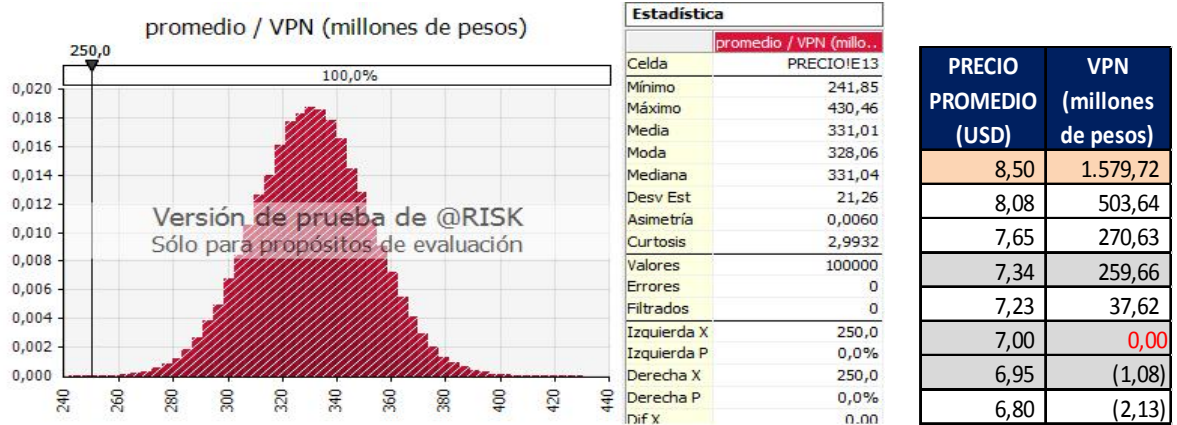 promedio / VPN (millones de pesos)
250,0
100,0%
0,020
0,018
0,016
0,014
0,012
0,010
0,008
0,006
0,004
0,002
0,000
240
260
280
300
320
340
360
380
400
420
440
Versión de prueba de @RISK
Sólo para propósitos de evaluación
Estadística
promedio / VPN (millo..
Celda PRECIO!E13
Mínimo 241,85
Máximo 430,46
Media 331,01
Moda 328,06
Mediana 331,04
Desv Est 21,26
Asimetría 0,0060
Curtosis 2,9932
Valores 100000
Errores 0
Filtrados 0
Izquierda X 250,0
Izquierda P 0,0%
Derecha X 250,0
Derecha P 0,0%
Dif X 0,00
PRECIO VPN
PROMEDIO (millones
(USD) de pesos)
8,50 1.579,72
8,08 503,64
7,65 270,63
7,34 259,66
7,23 37,62
7,00 0,00
6,95 (1,08)
6,80 (2,13)